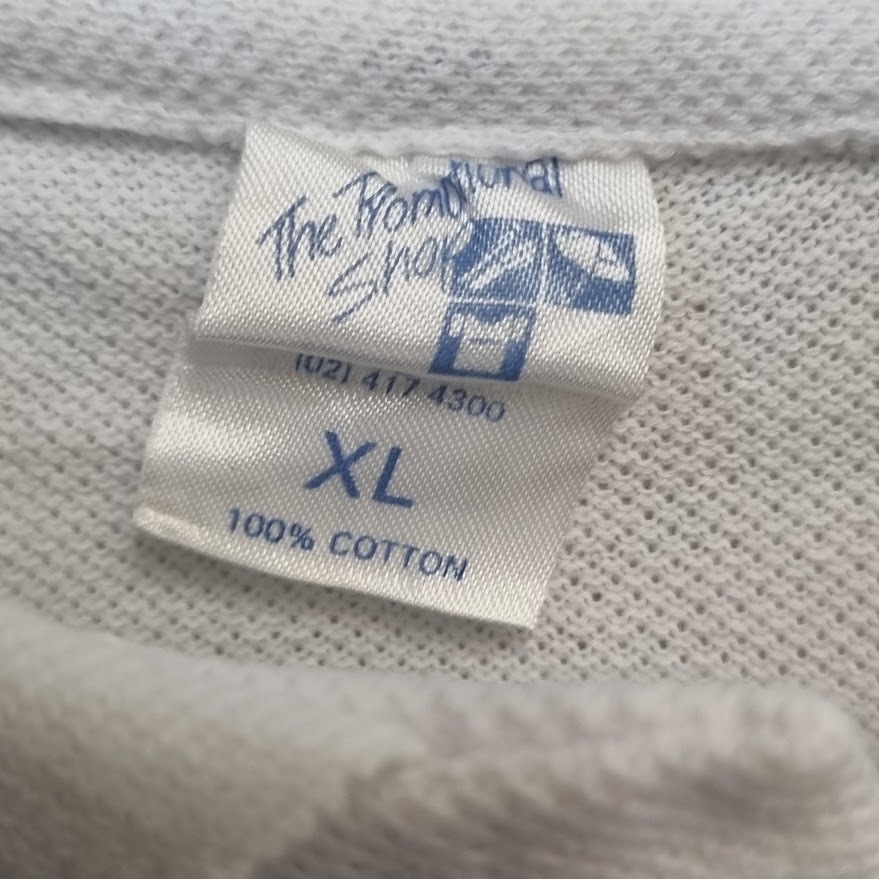 The Promotional
Shop
(02) 417 4300
XL
100% COTTON